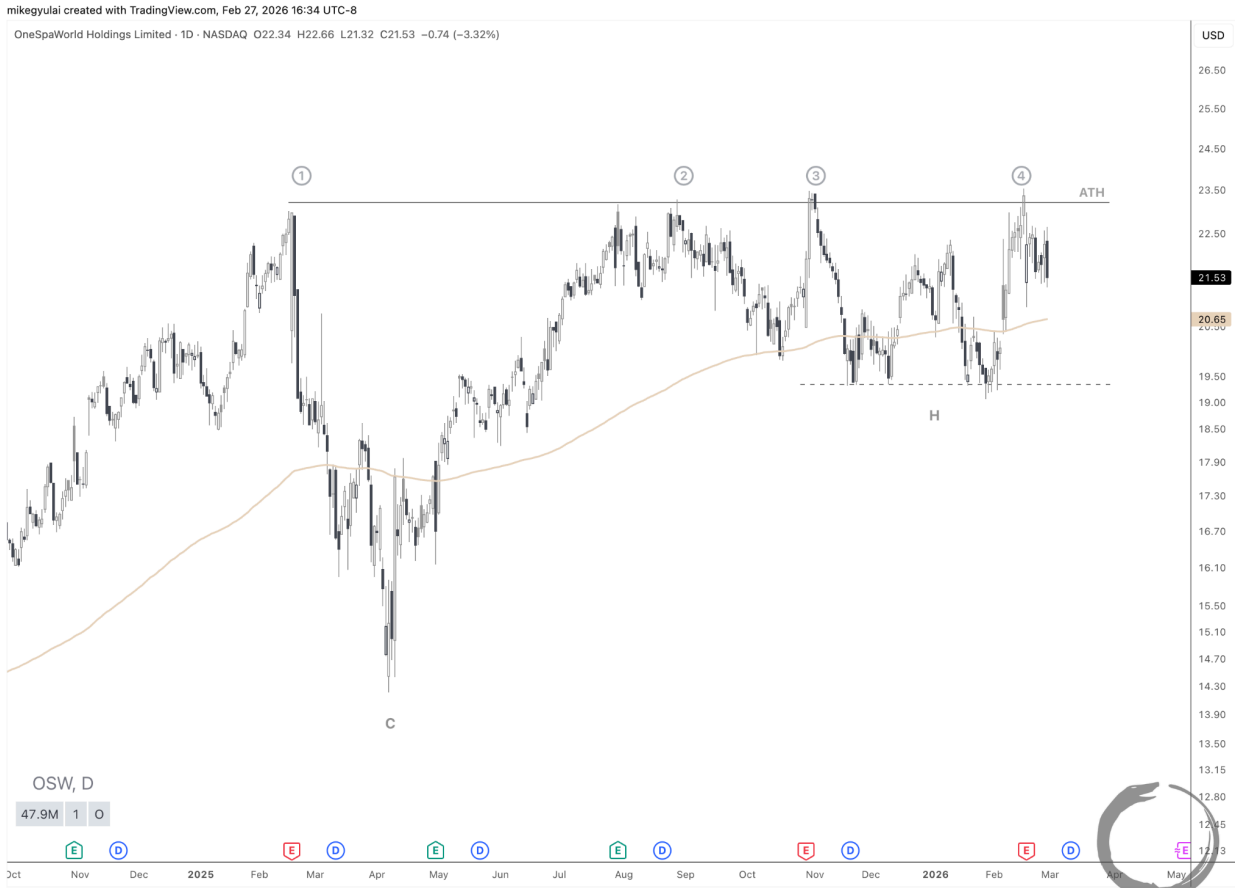 mikegyulai created with TradingView.com, Feb 27, 2026 16:34 UTC-8
OneSpaWorld Holdings Limited · 1D · NASDAQ O22.34 H22.66 L21.32 C21.53 −0.74 (−3.32%)
USD
26.50
25.50
24.50
1 2 3 4
ATH
23.50
22.50
21.53
20.65
19.50
19.00
H
18.50
17.90
17.30
16.70
16.10
15.50
15.10
14.70
14.30
13.90
C
13.50
13.15
OSW, D
12.80
47.9M 1 O
12.45
E D E D E D E D E D E D E
12.13
Oct Nov Dec 2025 Feb Mar Apr May Jun Jul Aug Sep Oct Nov Dec 2026 Feb Mar Apr May